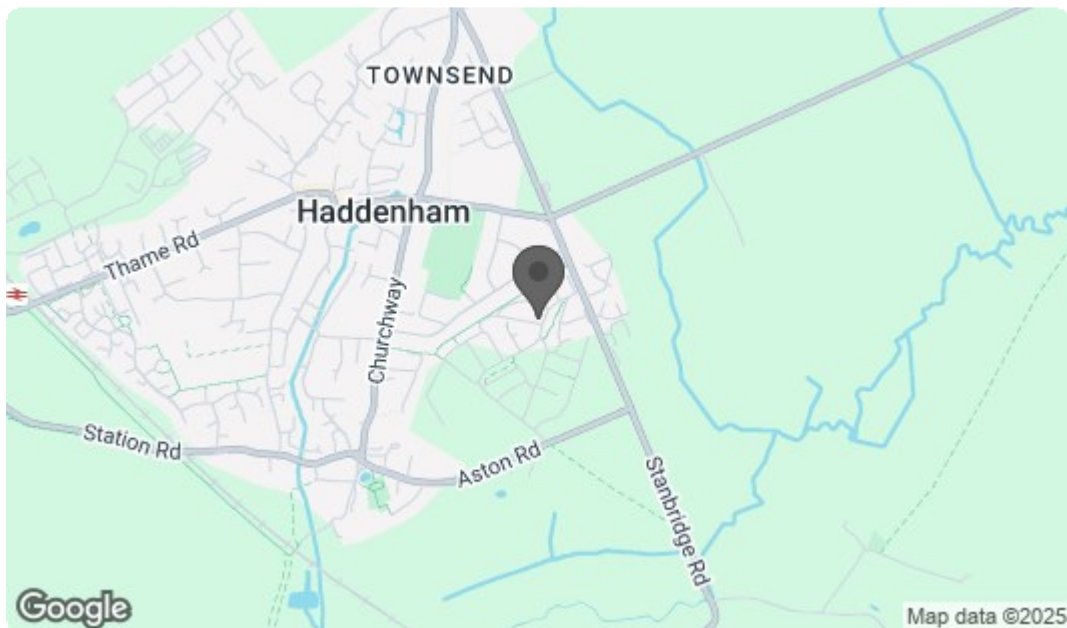 TOWNSEND
Haddenham
Thame Rd
Churchway
Station Rd
Aston Rd
Stanbridge Rd
Google
Map data ©2025